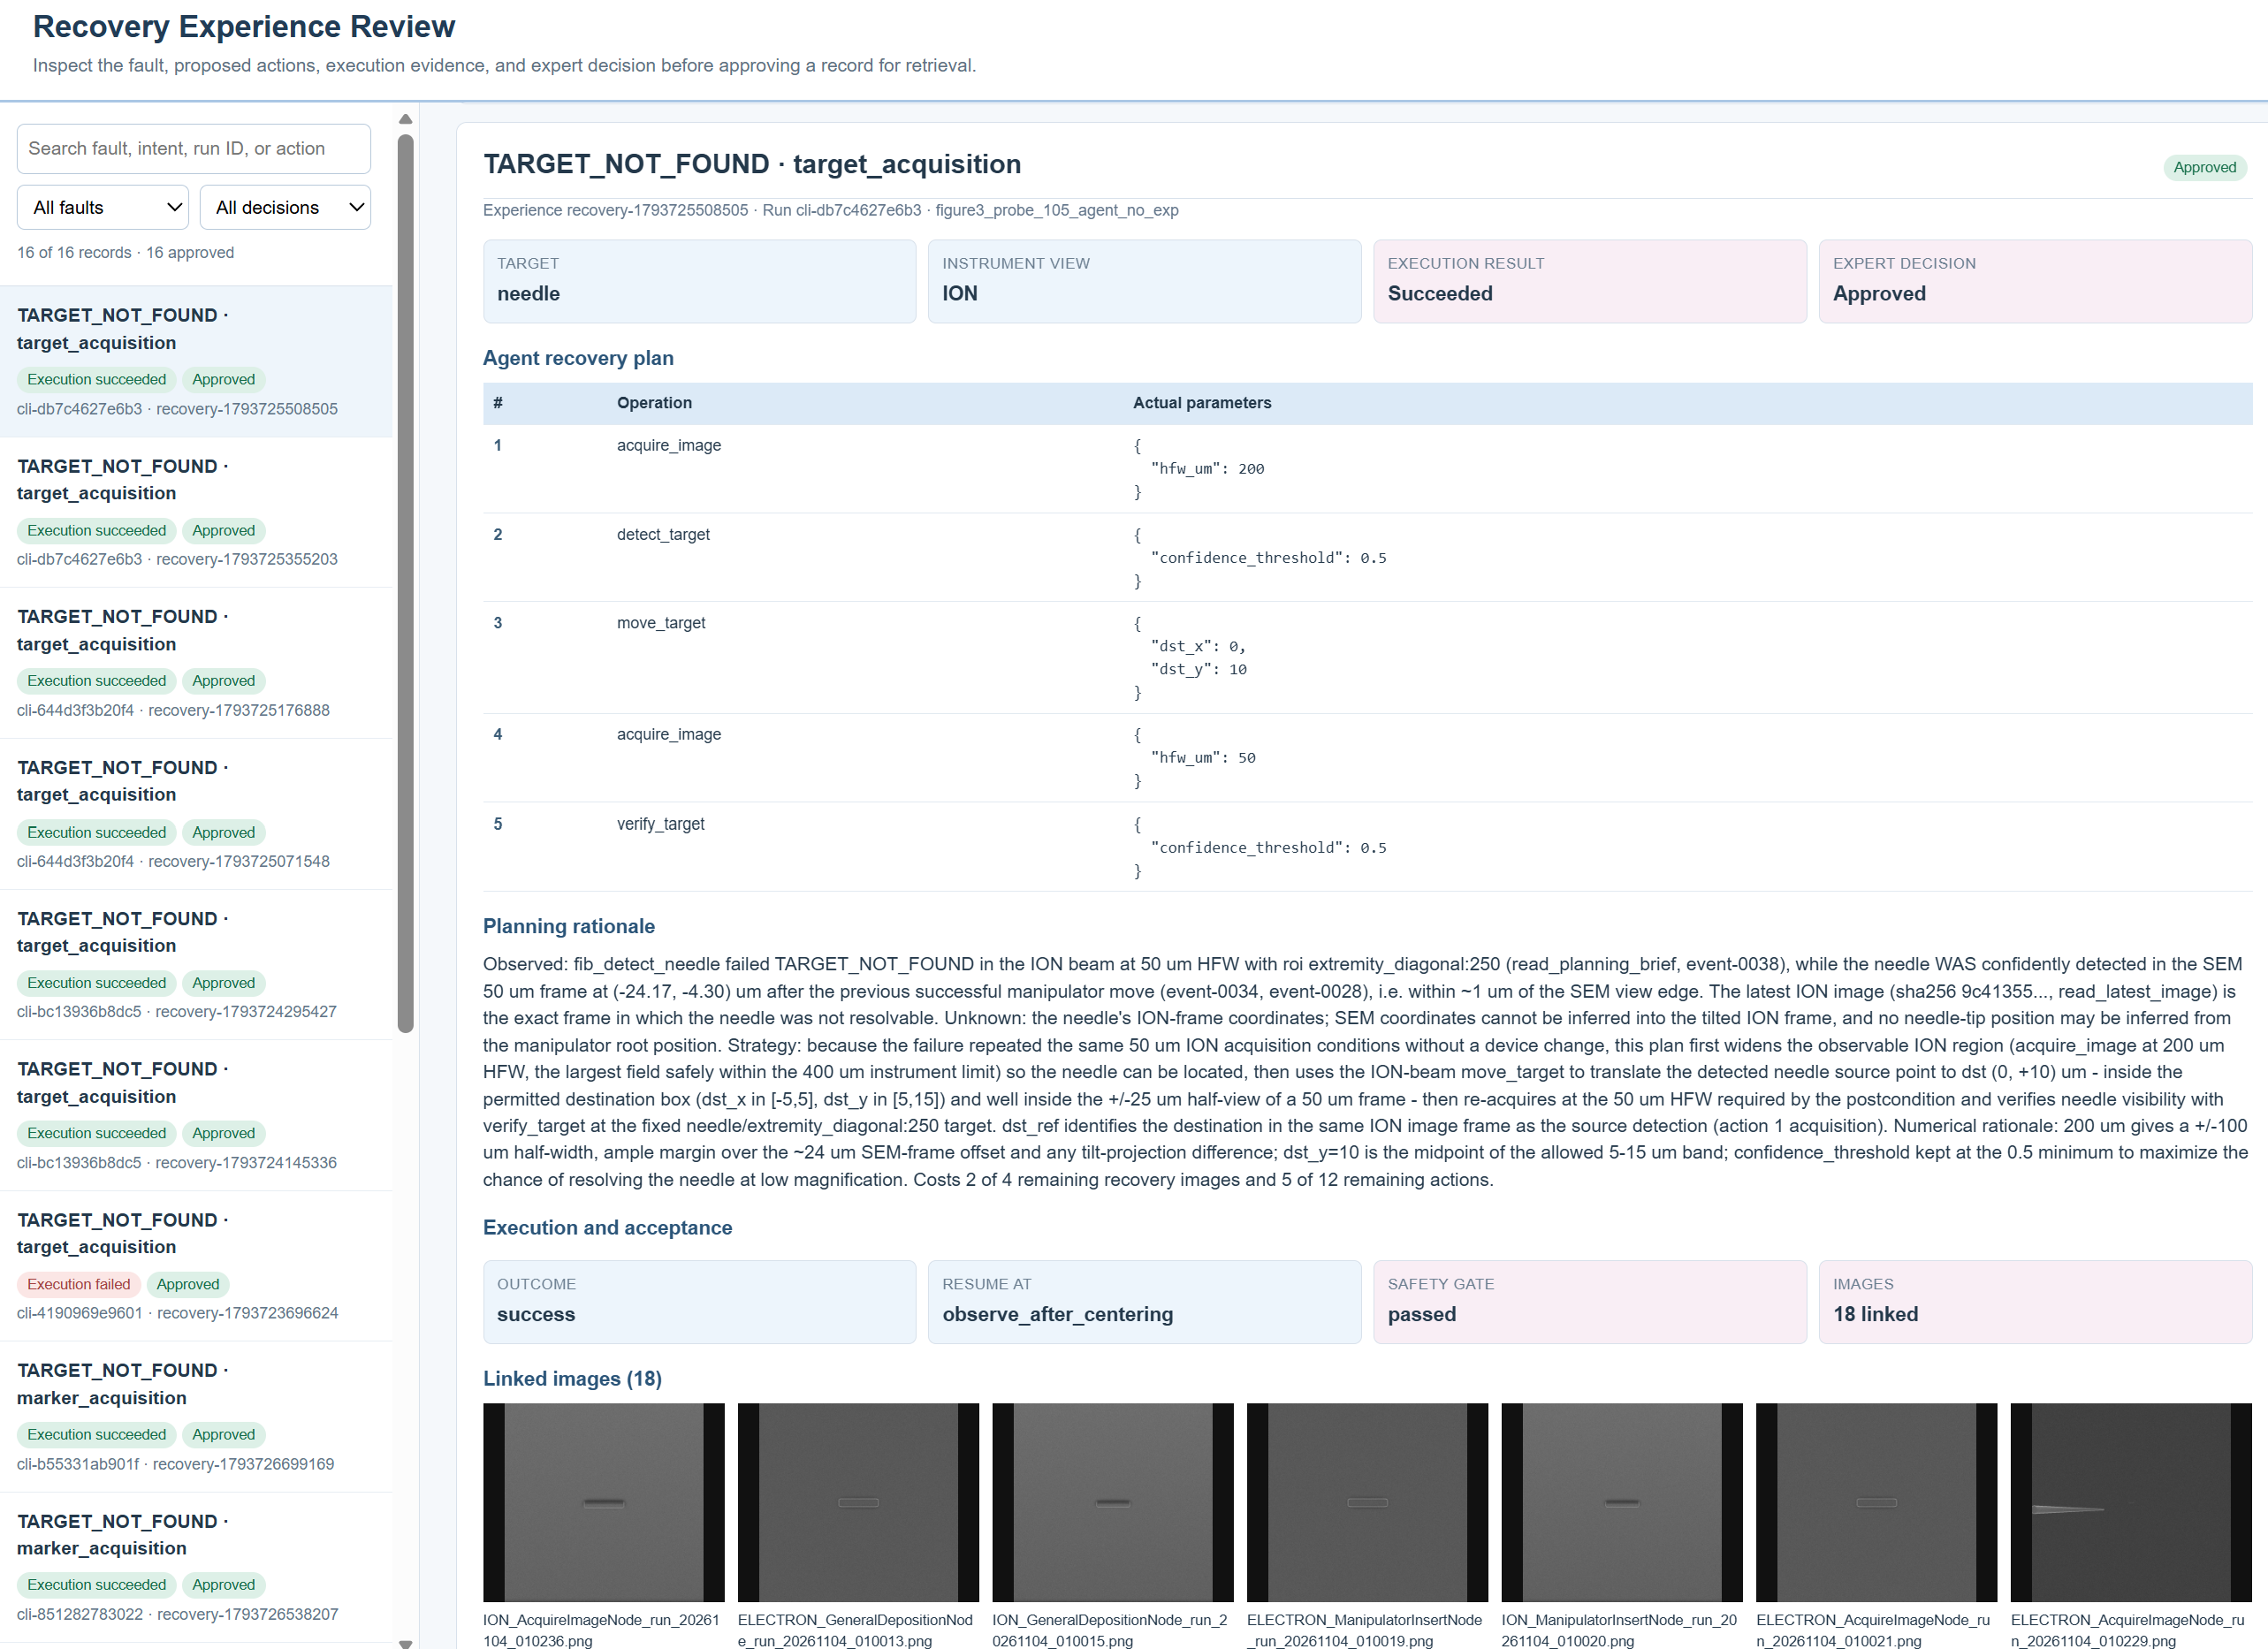 Recovery Experience Review
Inspect the fault, proposed actions, execution evidence, and expert decision before approving a record for retrieval.
Search fault, intent, run ID, or action
All faults
All decisions
16 of 16 records · 16 approved
TARGET_NOT_FOUND ·
target_acquisition
Execution succeeded
Approved
cli-db7c4627e6b3 · recovery-1793725508505
TARGET_NOT_FOUND ·
target_acquisition
Execution succeeded
Approved
cli-db7c4627e6b3 · recovery-1793725355203
TARGET_NOT_FOUND ·
target_acquisition
Execution succeeded
Approved
cli-644d3f3b20f4 · recovery-1793725176888
TARGET_NOT_FOUND ·
target_acquisition
Execution succeeded
Approved
cli-644d3f3b20f4 · recovery-1793725071548
TARGET_NOT_FOUND ·
target_acquisition
Execution succeeded
Approved
cli-bc13936b8dc5 · recovery-1793724295427
TARGET_NOT_FOUND ·
target_acquisition
Execution succeeded
Approved
cli-bc13936b8dc5 · recovery-1793724145336
TARGET_NOT_FOUND ·
target_acquisition
Execution failed
Approved
cli-4190969e9601 · recovery-1793723696624
TARGET_NOT_FOUND ·
marker_acquisition
Execution succeeded
Approved
cli-b55331ab901f · recovery-1793726699169
TARGET_NOT_FOUND ·
marker_acquisition
Execution succeeded
Approved
cli-851282783022 · recovery-1793726538207
TARGET_NOT_FOUND · target_acquisition
Approved
Experience recovery-1793725508505 · Run cli-db7c4627e6b3 · figure3_probe_105_agent_no_exp
TARGET
needle
INSTRUMENT VIEW
ION
EXECUTION RESULT
Succeeded
EXPERT DECISION
Approved
Agent recovery plan
# Operation Actual parameters
1 acquire_image {
"hfw_um": 200
}
2 detect_target {
"confidence_threshold": 0.5
}
3 move_target {
"dst_x": 0,
"dst_y": 10
}
4 acquire_image {
"hfw_um": 50
}
5 verify_target {
"confidence_threshold": 0.5
}
Planning rationale
Observed: fib_detect_needle failed TARGET_NOT_FOUND in the ION beam at 50 um HFW with roi extremity_diagonal:250 (read_planning_brief, event-0038), while the needle WAS confidently detected in the SEM
50 um frame at (-24.17, -4.30) um after the previous successful manipulator move (event-0034, event-0028), i.e. within ~1 um of the SEM view edge. The latest ION image (sha256 9c41355..., read_latest_image) is
the exact frame in which the needle was not resolvable. Unknown: the needle's ION-frame coordinates; SEM coordinates cannot be inferred into the tilted ION frame, and no needle-tip position may be inferred from
the manipulator root position. Strategy: because the failure repeated the same 50 um ION acquisition conditions without a device change, this plan first widens the observable ION region (acquire_image at 200 um
HFW, the largest field safely within the 400 um instrument limit) so the needle can be located, then uses the ION-beam move_target to translate the detected needle source point to dst (0, +10) um - inside the
permitted destination box (dst_x in [-5,5], dst_y in [5,15]) and well inside the +/-25 um half-view of a 50 um frame - then re-acquires at the 50 um HFW required by the postcondition and verifies needle visibility with
verify_target at the fixed needle/extremity_diagonal:250 target. dst_ref identifies the destination in the same ION image frame as the source detection (action 1 acquisition). Numerical rationale: 200 um gives a +/-100
um half-width, ample margin over the ~24 um SEM-frame offset and any tilt-projection difference; dst_y=10 is the midpoint of the allowed 5-15 um band; confidence_threshold kept at the 0.5 minimum to maximize the
chance of resolving the needle at low magnification. Costs 2 of 4 remaining recovery images and 5 of 12 remaining actions.
Execution and acceptance
OUTCOME
success
RESUME AT
observe_after_centering
SAFETY GATE
passed
IMAGES
18 linked
Linked images (18)
ION_AcquireImageNode_run_20261
104_010236.png
ELECTRON_GeneralDepositionNod
e_run_20261104_010013.png
ION_GeneralDepositionNode_run_2
0261104_010015.png
ELECTRON_ManipulatorInsertNode
_run_20261104_010019.png
ION_ManipulatorInsertNode_run_20
261104_010020.png
ELECTRON_AcquireImageNode_ru
n_20261104_010021.png
ELECTRON_AcquireImageNode_ru
n_20261104_010229.png